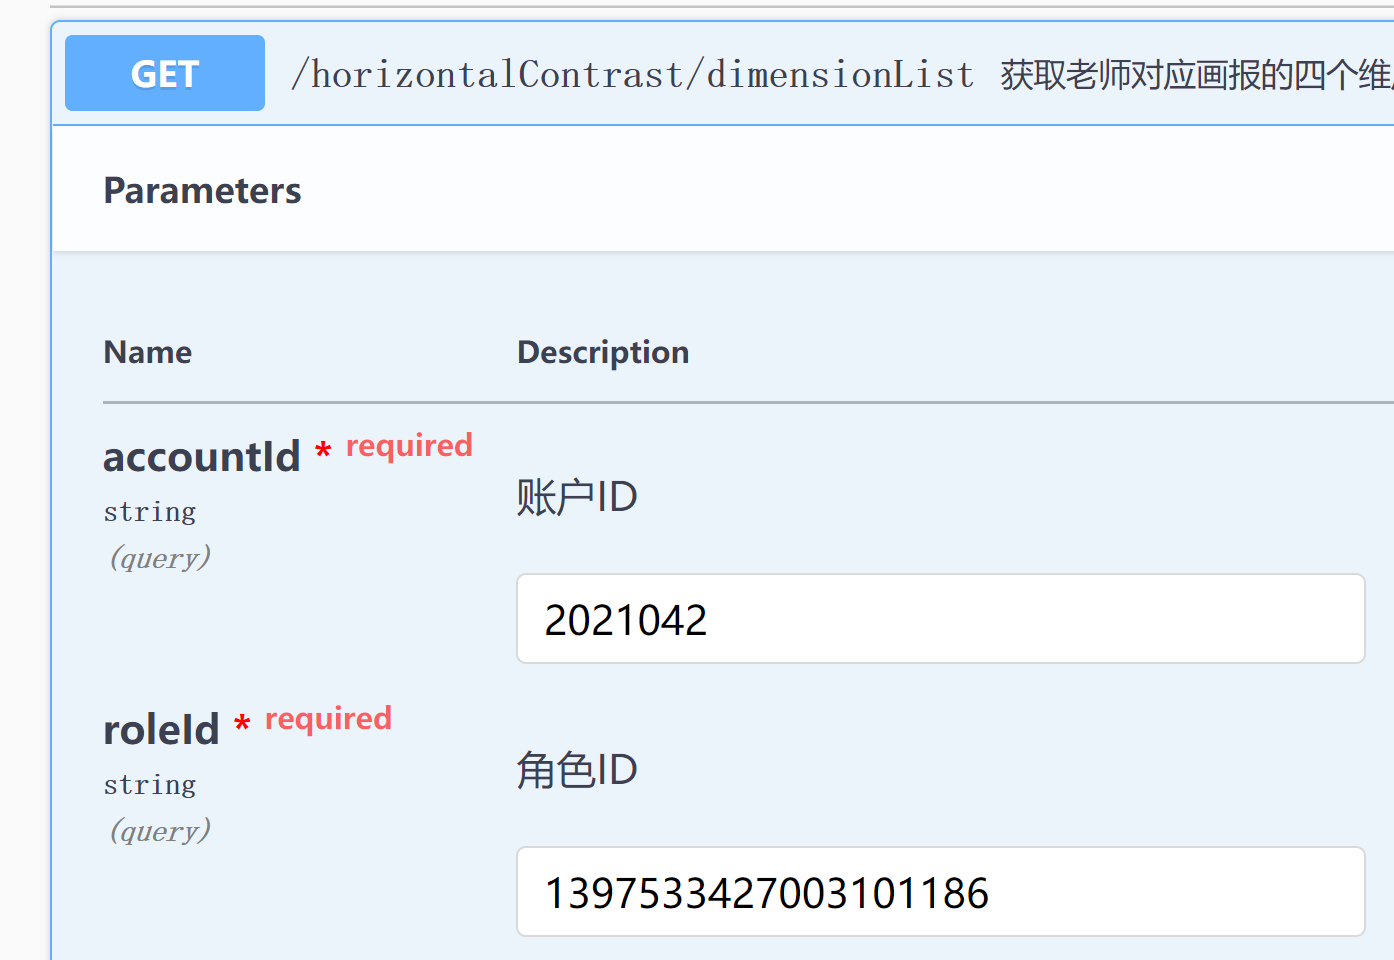 GET /horizontalContrast/dimensionList 获取老师对应画报的四个维
Parameters
Name Description
accountId * required
string
(query)
账户ID
2021042
roleId * required
string
(query)
角色ID
1397533427003101186